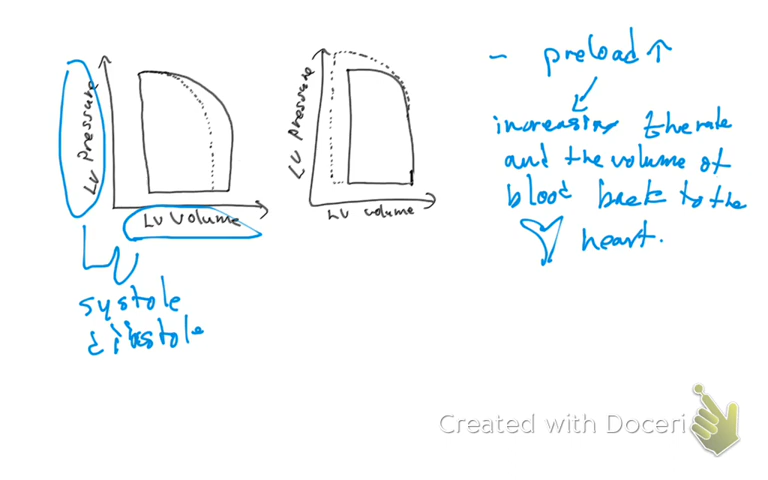 LV Pressure
LV Volume
systole
diastole
LV Pressure
LV volume
- preload ↑
increasing the rate
and the volume of
blood back to the
heart.
Created with Doceri